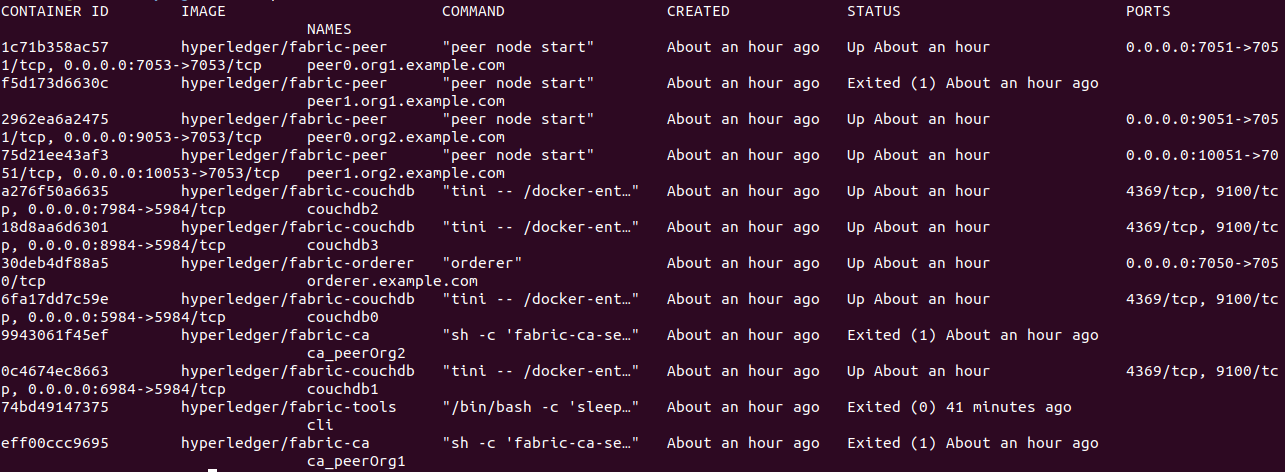 CONTAINER ID        IMAGE                        COMMAND                  CREATED             STATUS                         PORTS
                                  NAMES
1c71b358ac57        hyperledger/fabric-peer      "peer node start"        About an hour ago   Up About an hour               0.0.0.0:7051->705
1/tcp, 0.0.0.0:7053->7053/tcp     peer0.org1.example.com
f5d173d6630c        hyperledger/fabric-peer      "peer node start"        About an hour ago   Exited (1) About an hour ago
                                  peer1.org1.example.com
2962ea6a2475        hyperledger/fabric-peer      "peer node start"        About an hour ago   Up About an hour               0.0.0.0:9051->705
1/tcp, 0.0.0.0:9053->7053/tcp     peer0.org2.example.com
75d21ee43af3        hyperledger/fabric-peer      "peer node start"        About an hour ago   Up About an hour               0.0.0.0:10051->70
51/tcp, 0.0.0.0:10053->7053/tcp   peer1.org2.example.com
a276f50a6635        hyperledger/fabric-couchdb   "tini -- /docker-ent…"   About an hour ago   Up About an hour               4369/tcp, 9100/tc
p, 0.0.0.0:7984->5984/tcp         couchdb2
18d8aa6d6301        hyperledger/fabric-couchdb   "tini -- /docker-ent…"   About an hour ago   Up About an hour               4369/tcp, 9100/tc
p, 0.0.0.0:8984->5984/tcp         couchdb3
30deb4df88a5        hyperledger/fabric-orderer   "orderer"                About an hour ago   Up About an hour               0.0.0.0:7050->705
0/tcp                             orderer.example.com
6fa17dd7c59e        hyperledger/fabric-couchdb   "tini -- /docker-ent…"   About an hour ago   Up About an hour               4369/tcp, 9100/tc
p, 0.0.0.0:5984->5984/tcp         couchdb0
9943061f45ef        hyperledger/fabric-ca        "sh -c 'fabric-ca-se…"   About an hour ago   Exited (1) About an hour ago
                                  ca_peerOrg2
0c4674ec8663        hyperledger/fabric-couchdb   "tini -- /docker-ent…"   About an hour ago   Up About an hour               4369/tcp, 9100/tc
p, 0.0.0.0:6984->5984/tcp         couchdb1
74bd49147375        hyperledger/fabric-tools     "/bin/bash -c 'sleep…"   About an hour ago   Exited (0) 41 minutes ago
                                  cli
eff00ccc9695        hyperledger/fabric-ca        "sh -c 'fabric-ca-se…"   About an hour ago   Exited (1) About an hour ago
                                  ca_peerOrg1